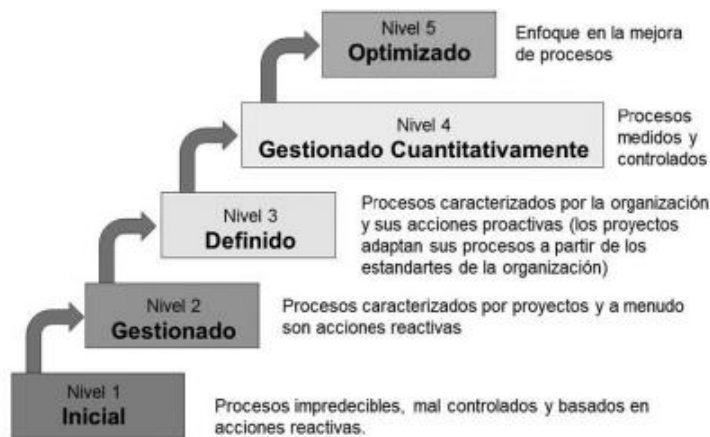 Nivel 5
Optimizado
Enfoque en la mejora
de procesos
Nivel 4
Gestionado Cuantitativamente
Procesos
medidos y
controlados
Nivel 3
Definido
Procesos caracterizados por la organización
y sus acciones proactivas (los proyectos
adaptan sus procesos a partir de los
estandartes de la organización)
Nivel 2
Gestionado
Procesos caracterizados por proyectos y a menudo
son acciones reactivas
Nivel 1
Inicial
Procesos impredecibles, mal controlados y basados en
acciones reactivas.